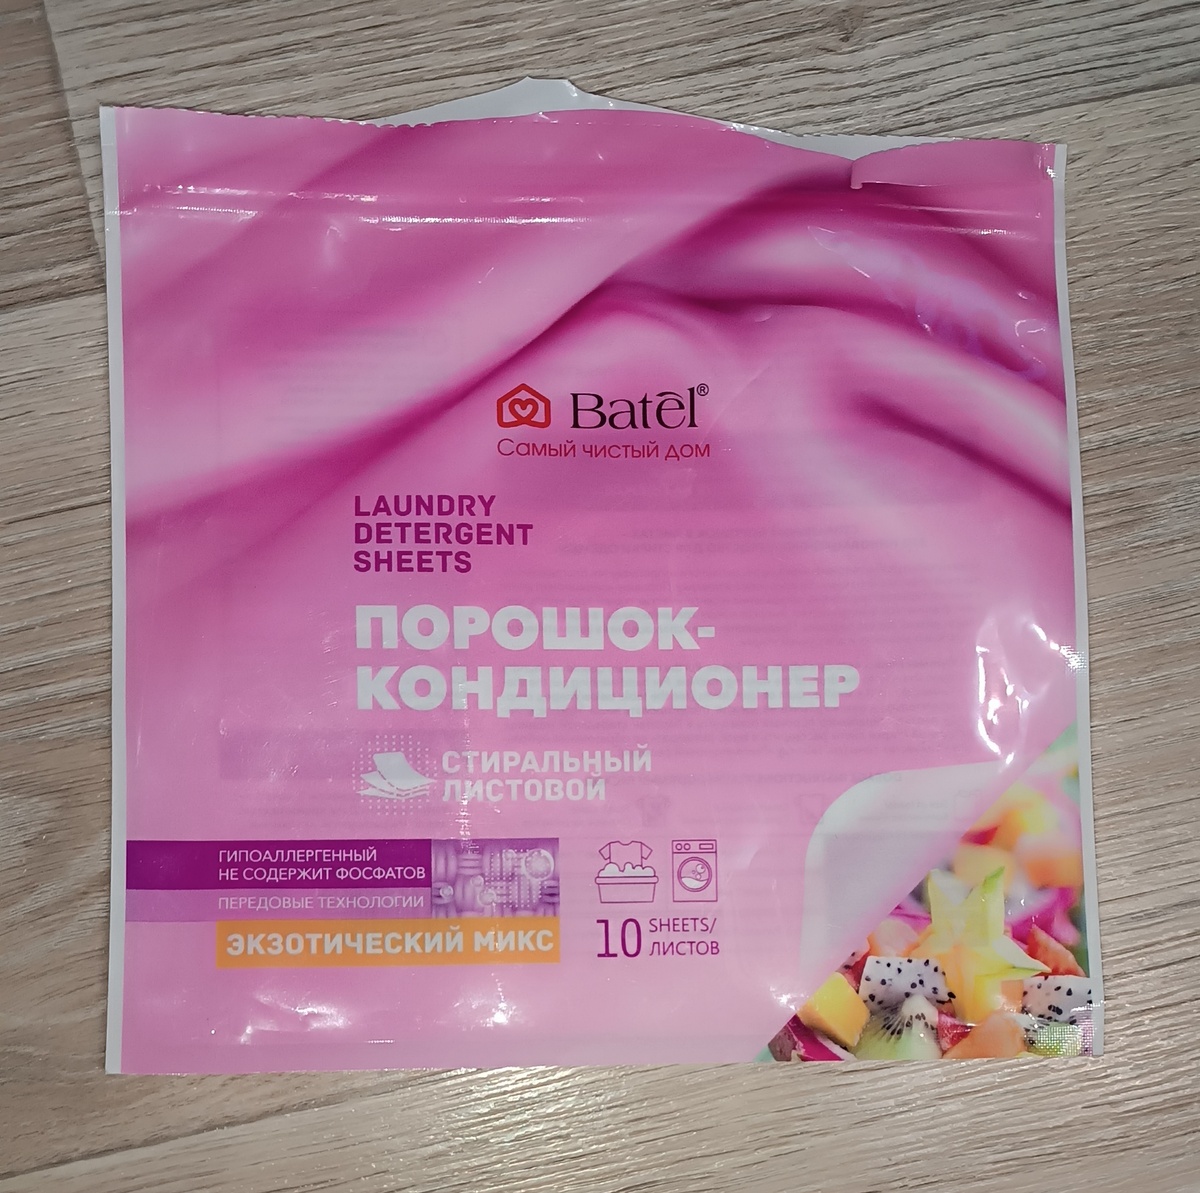 Batēl®
Самый чистый дом
LAUNDRY
DETERGENT
SHEETS
ПОРОШОК-
КОНДИЦИОНЕР
СТИРАЛЬНЫЙ
ЛИСТОВОЙ
ГИПОАЛЛЕРГЕННЫЙ
НЕ СОДЕРЖИТ ФОСФАТОВ
ПЕРЕДОВЫЕ ТЕХНОЛОГИИ
ЭКЗОТИЧЕСКИЙ МИКС
10 SHEETS/
ЛИСТОВ